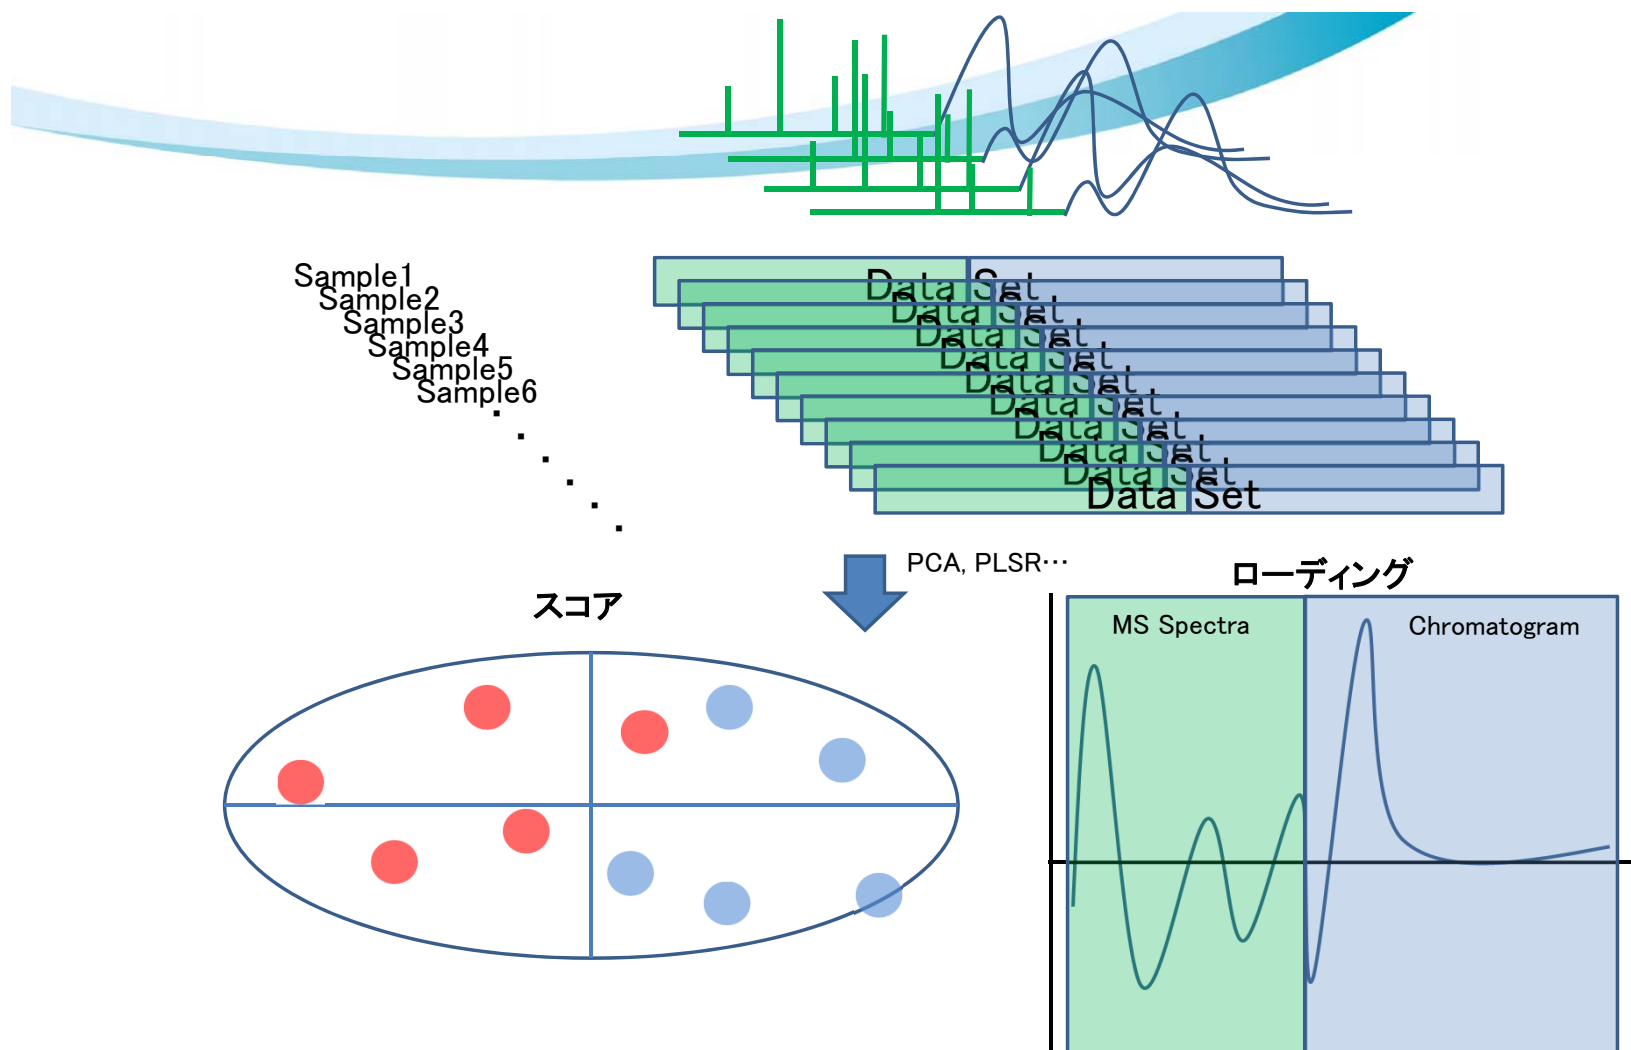 Sample1
Sample2
Sample3
Sample4
Sample5
Sample6
Data Set
Data Set
Data Set
Data Set
Data Set
Data Set
Data Set
Data Set
Data Set
Data Set
PCA, PLSR…
スコア
ローディング
MS Spectra
Chromatogram